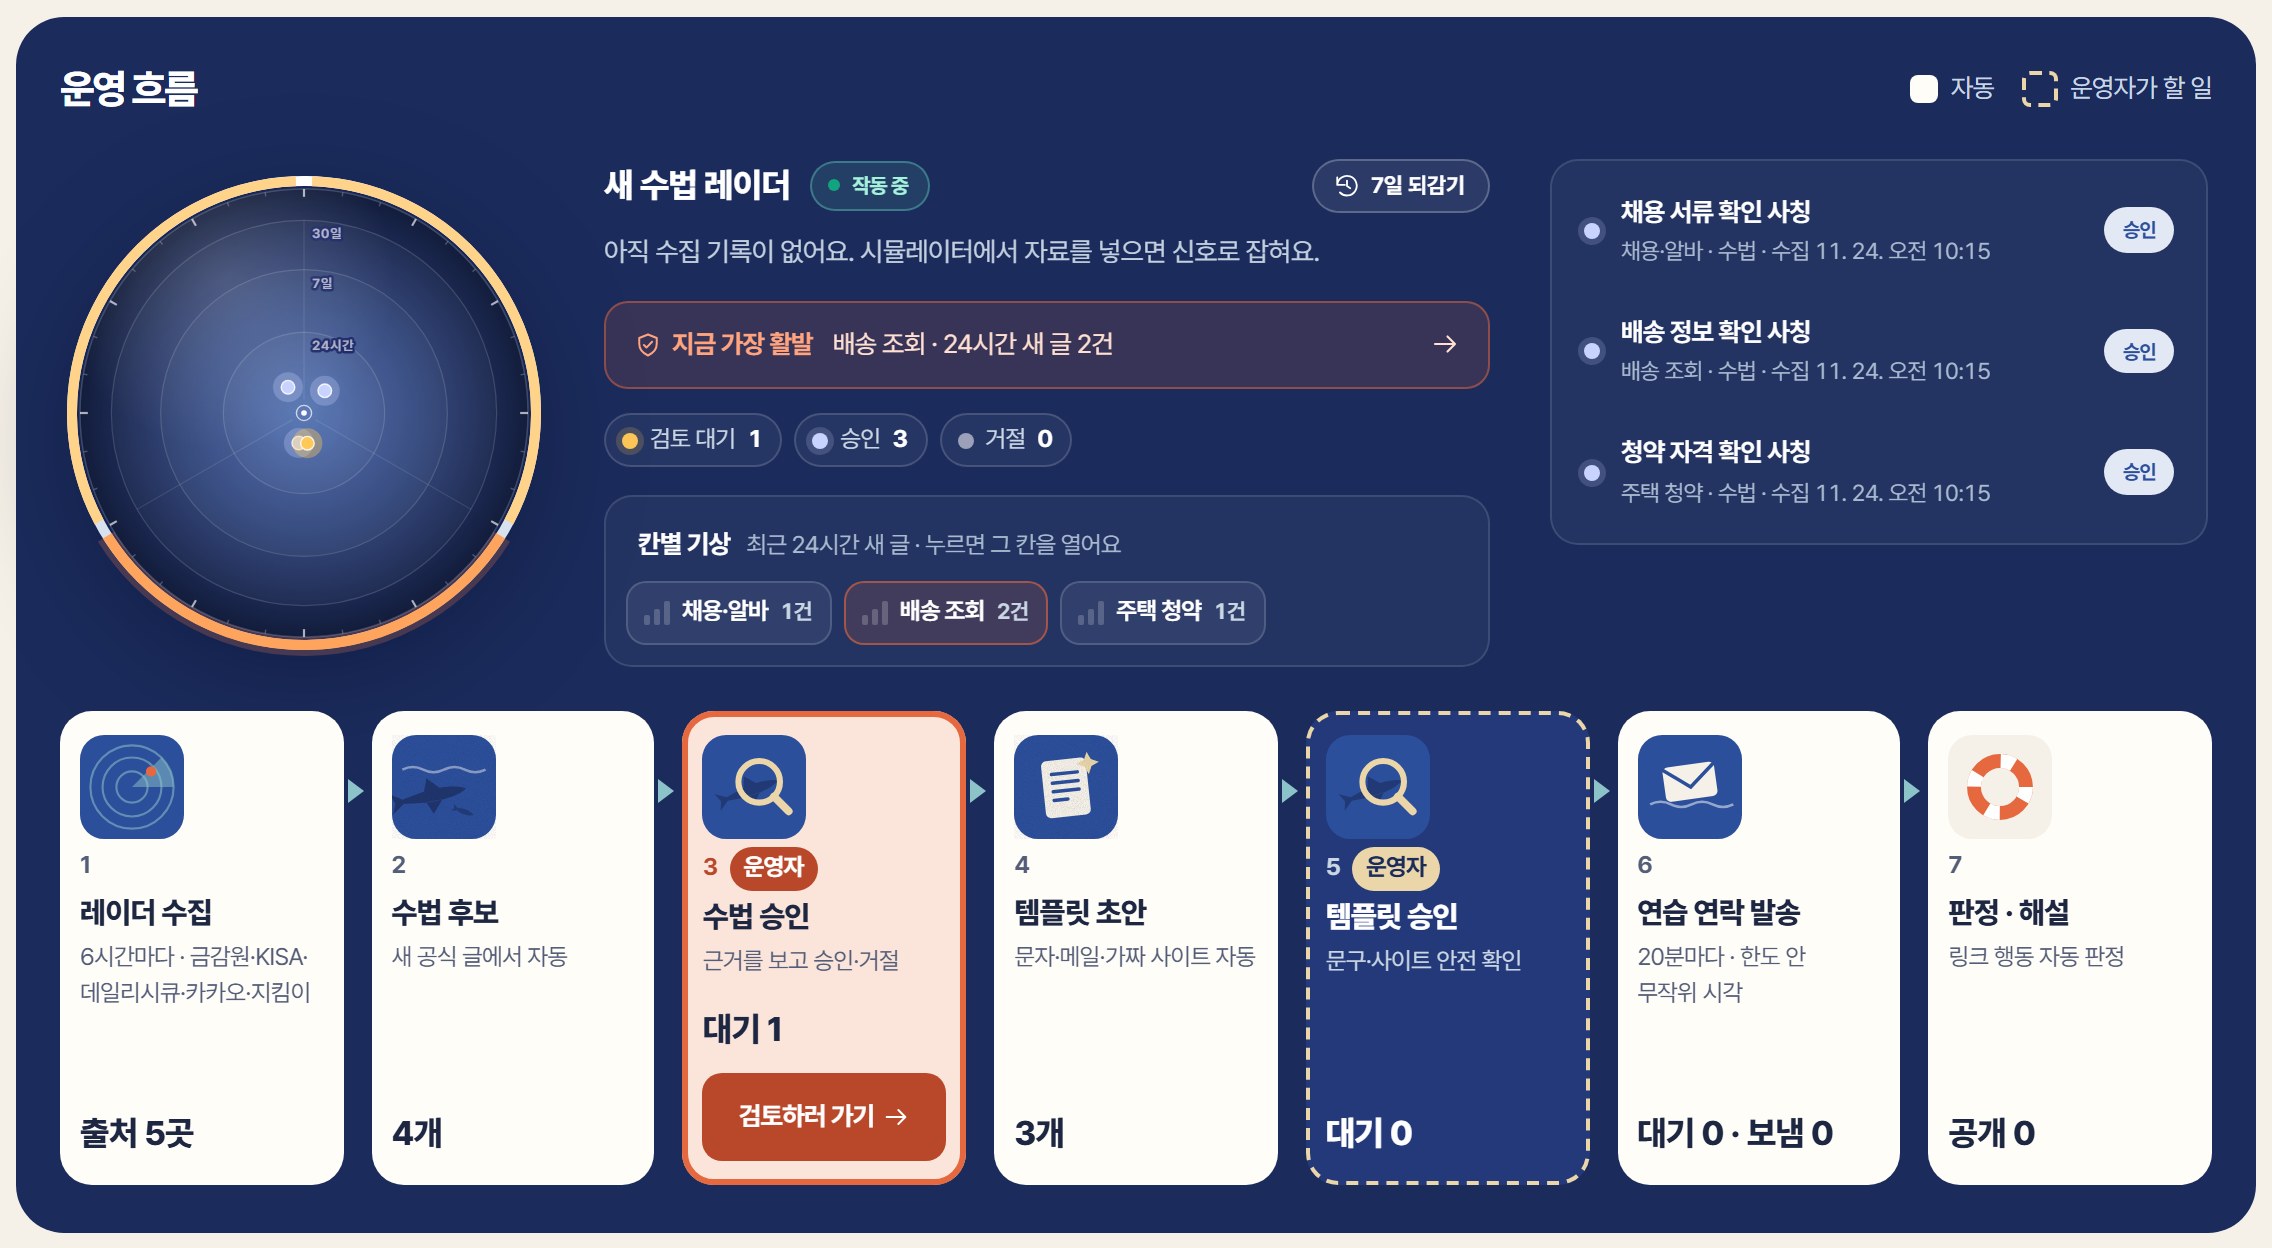 운영 흐름
자동
운영자가 할 일
30일
7일
24시간
새 수법 레이더
작동 중
7일 되감기
아직 수집 기록이 없어요. 시뮬레이터에서 자료를 넣으면 신호로 잡혀요.
지금 가장 활발 배송 조회 · 24시간 새 글 2건 →
검토 대기 1
승인 3
거절 0
칸별 기상 최근 24시간 새 글 · 누르면 그 칸을 열어요
채용·알바 1건
배송 조회 2건
주택 청약 1건
채용 서류 확인 사칭
채용·알바 · 수법 · 수집 11. 24. 오전 10:15
승인
배송 정보 확인 사칭
배송 조회 · 수법 · 수집 11. 24. 오전 10:15
승인
청약 자격 확인 사칭
주택 청약 · 수법 · 수집 11. 24. 오전 10:15
승인
1
레이더 수집
6시간마다 · 금감원·KISA·
데일리시큐·카카오·지킴이
출처 5곳
2
수법 후보
새 공식 글에서 자동
4개
3 운영자
수법 승인
근거를 보고 승인·거절
대기 1
검토하러 가기 →
4
템플릿 초안
문자·메일·가짜 사이트 자동
3개
5 운영자
템플릿 승인
문구·사이트 안전 확인
대기 0
6
연습 연락 발송
20분마다 · 한도 안
무작위 시각
대기 0 · 보냄 0
7
판정 · 해설
링크 행동 자동 판정
공개 0